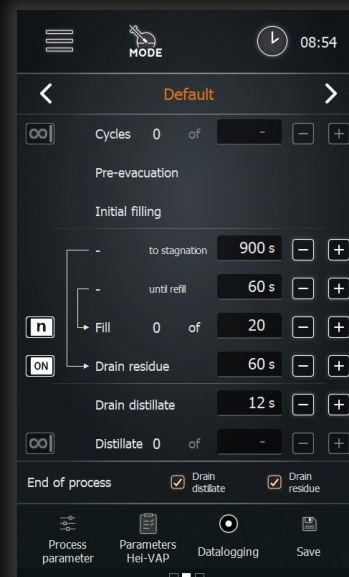 MODE
08:54
Default
∞ Cycles 0 of - − +
Pre-evacuation
Initial filling
- to stagnation 900 s − +
- until refill 60 s − +
n Fill 0 of 20 − +
ON Drain residue 60 s − +
Drain distillate 12 s − +
∞ Distillate 0 of - − +
End of process Drain distillate Drain residue
Process parameter
Parameters Hei-VAP
Datalogging
Save